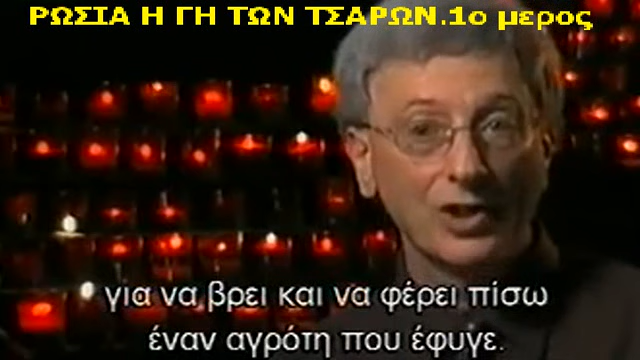 ΡΩΣΙΑ Η ΓΗ ΤΩΝ ΤΣΑΡΩΝ.1ο μερος
για να βρει και να φέρει πίσω
έναν αγρότη που έφυγε.